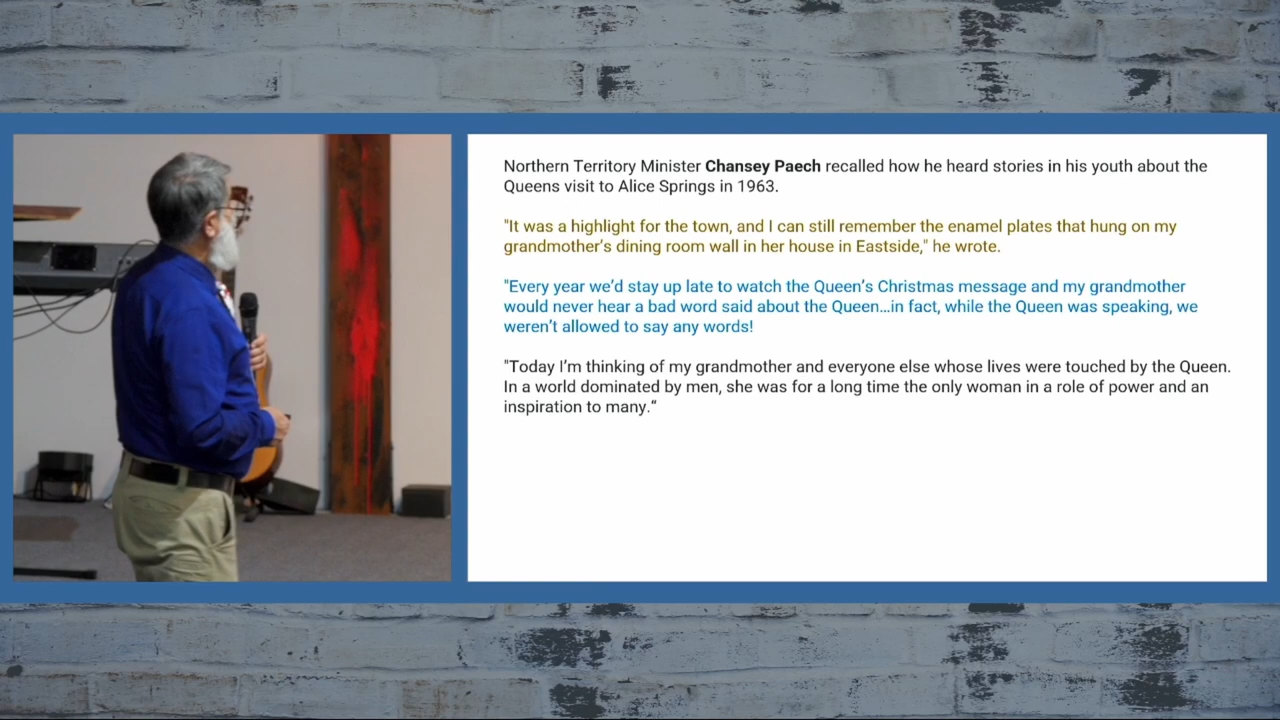 Northern Territory Minister Chansey Paech recalled how he heard stories in his youth about the
Queens visit to Alice Springs in 1963.
"It was a highlight for the town, and I can still remember the enamel plates that hung on my
grandmother’s dining room wall in her house in Eastside," he wrote.
"Every year we’d stay up late to watch the Queen’s Christmas message and my grandmother
would never hear a bad word said about the Queen…in fact, while the Queen was speaking, we
weren’t allowed to say any words!
"Today I’m thinking of my grandmother and everyone else whose lives were touched by the Queen.
In a world dominated by men, she was for a long time the only woman in a role of power and an
inspiration to many.“